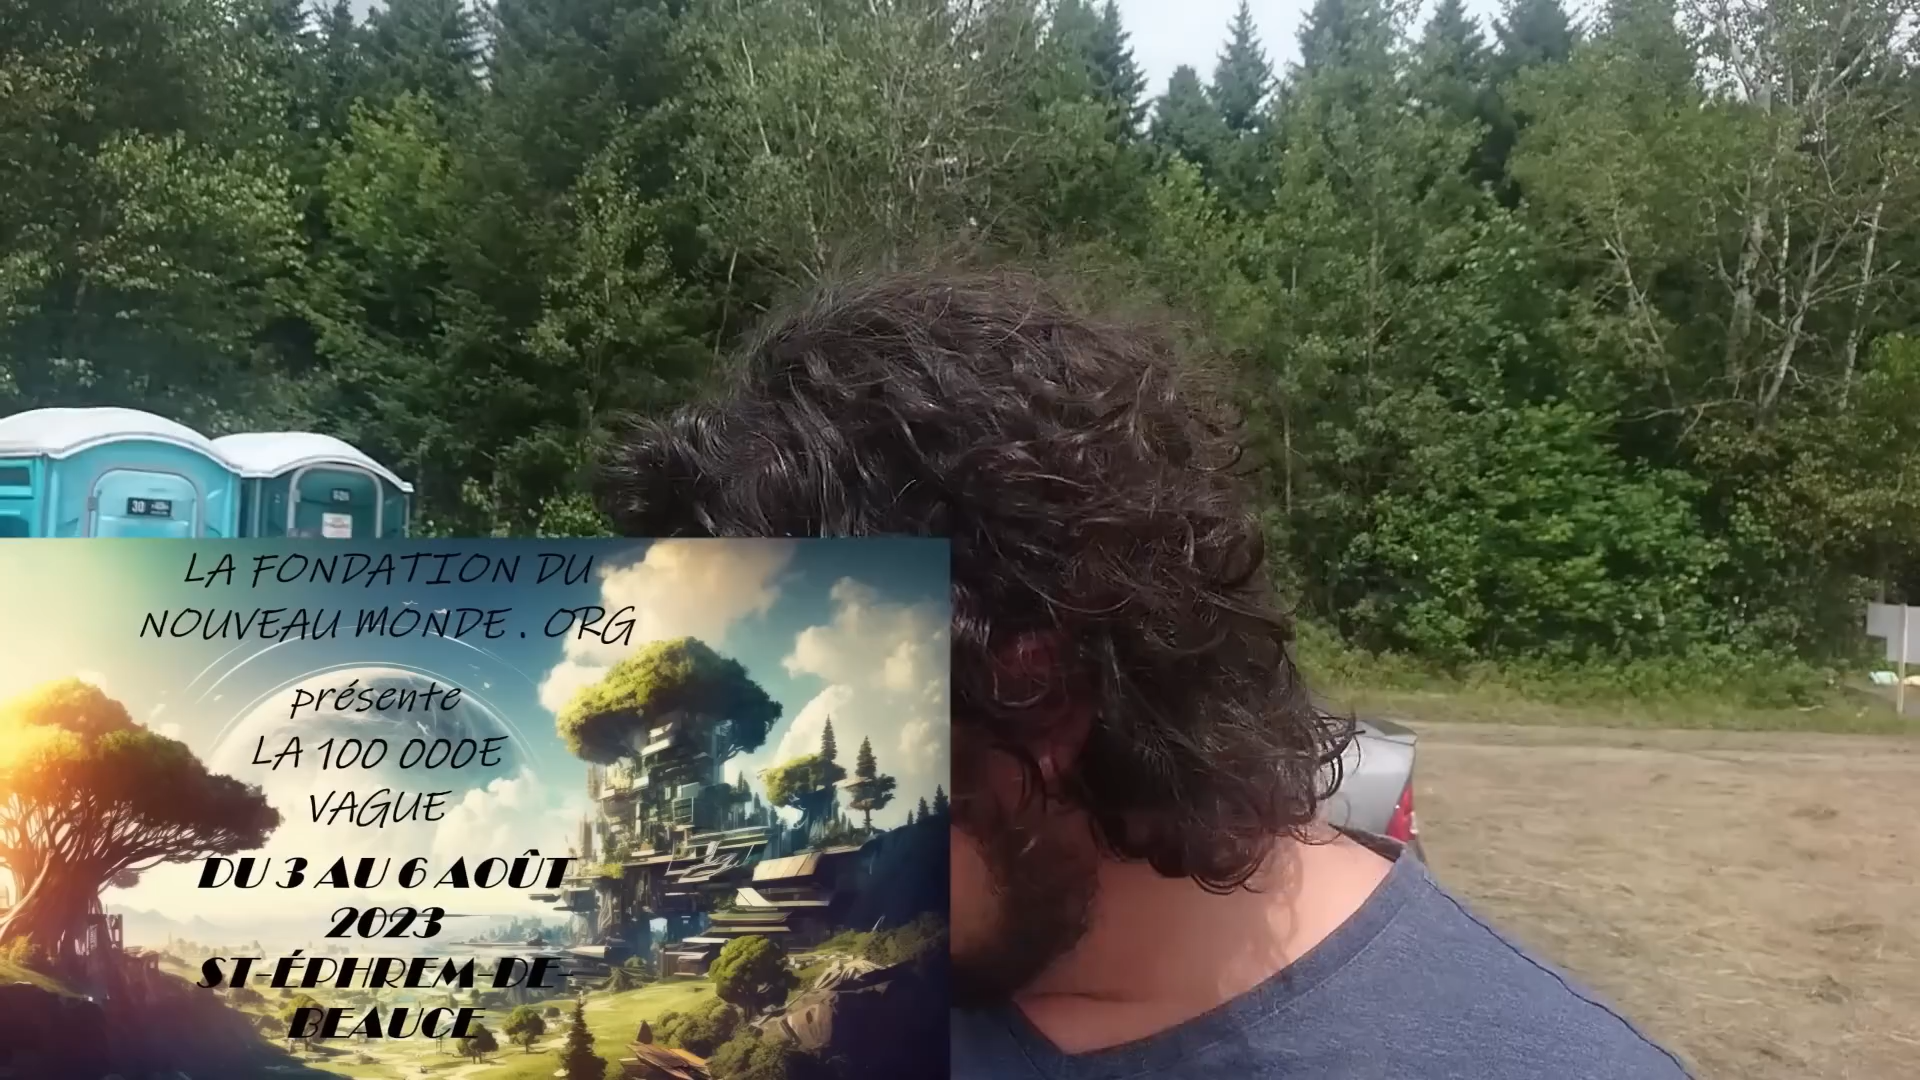 30
LA FONDATION DU
NOUVEAU MONDE . ORG
présente
LA 100 000E
VAGUE
DU 3 AU 6 AOÛT
2023
ST-ÉPHREM-DE-
BEAUCE